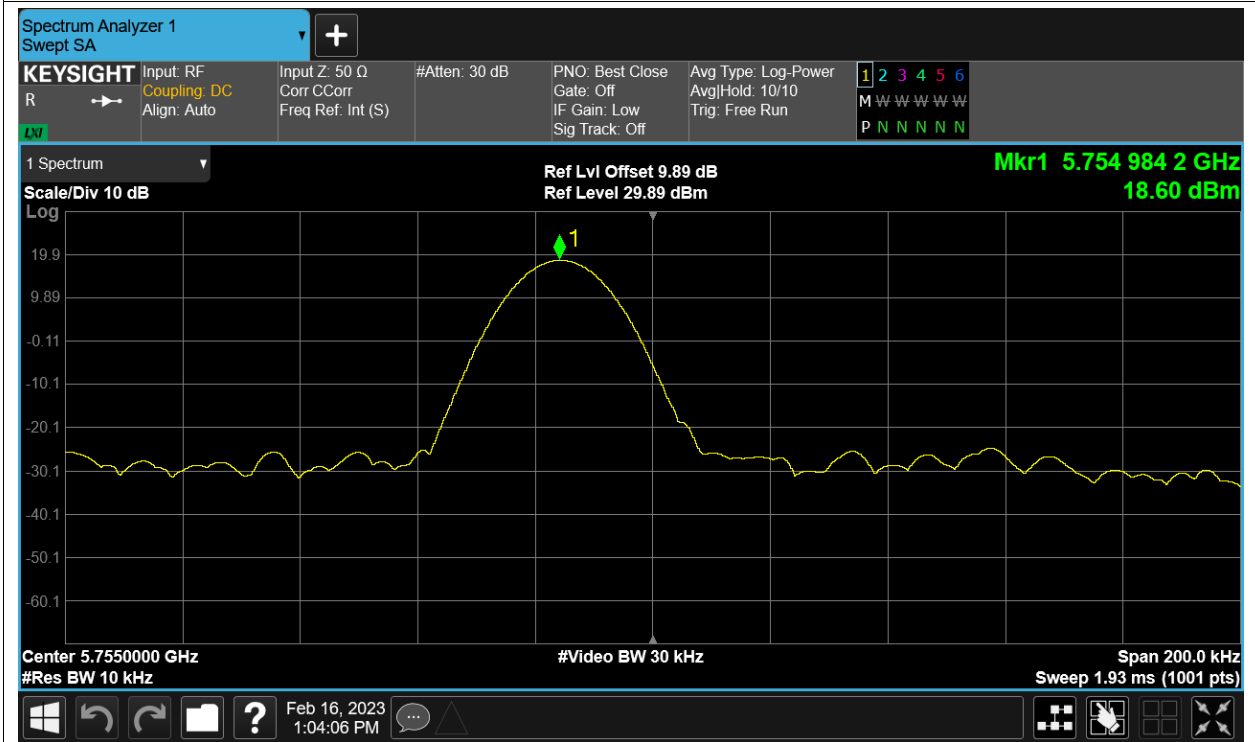 Spectrum Analyzer 1
Swept SA
+
KEYSIGHT
R
LXI
Input: RF
Coupling: DC
Align: Auto
Input Z: 50 Ω
Corr CCorr
Freq Ref: Int (S)
#Atten: 30 dB
PNO: Best Close
Gate: Off
IF Gain: Low
Sig Track: Off
Avg Type: Log-Power
Avg|Hold: 10/10
Trig: Free Run
1 2 3 4 5 6
M W W W W W
P N N N N N
1 Spectrum
Scale/Div 10 dB
Log
Ref Lvl Offset 9.89 dB
Ref Level 29.89 dBm
Mkr1 5.754 984 2 GHz
18.60 dBm
1
19.9
9.89
-0.11
-10.1
-20.1
-30.1
-40.1
-50.1
-60.1
Center 5.7550000 GHz
#Video BW 30 kHz
Span 200.0 kHz
#Res BW 10 kHz
Sweep 1.93 ms (1001 pts)
?
Feb 16, 2023
1:04:06 PM